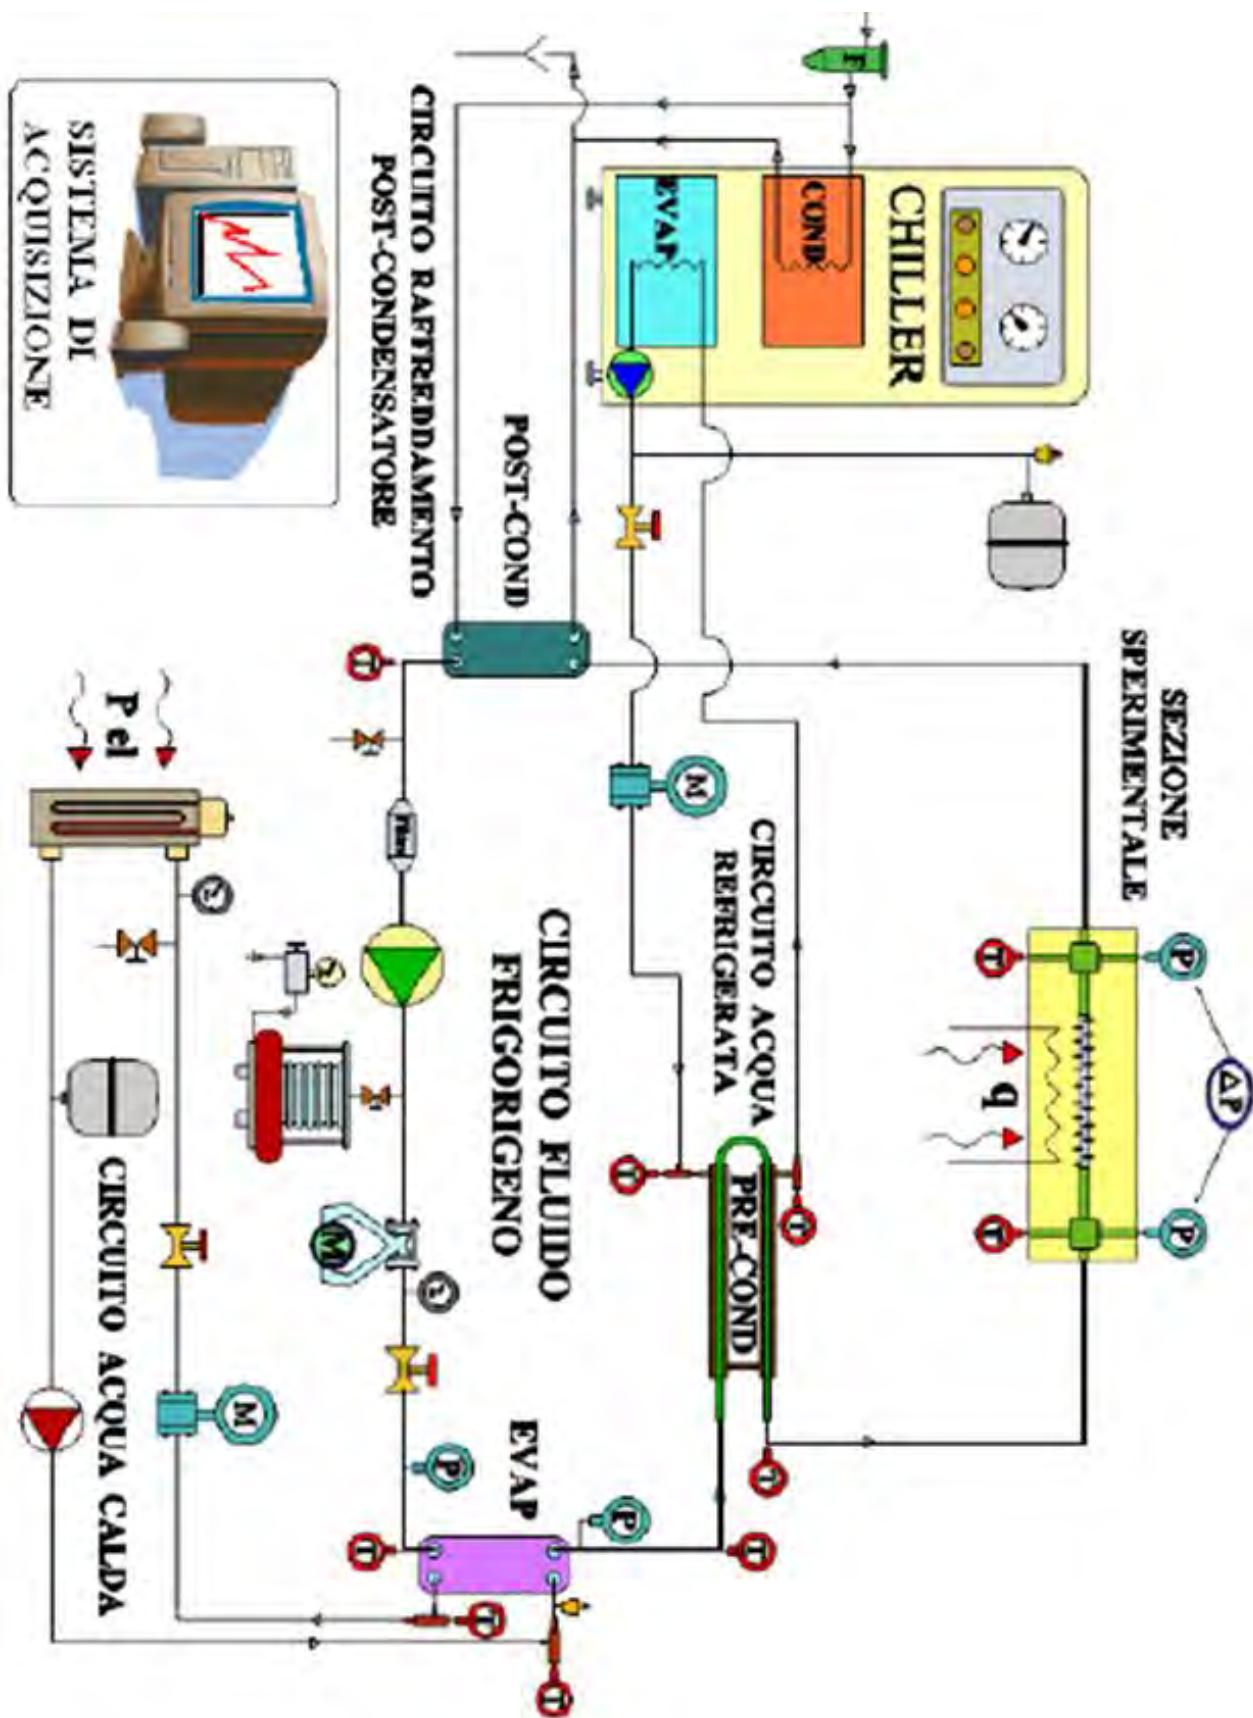 ΔP
P
P
SEZIONE
SPERIMENTALE
T
q
T
CHILLER
F
COND
EVAP
T
T
PRE-COND
T
T
CIRCUITO ACQUA
REFRIGERATA
M
P
CIRCUITO FLUIDO
FRIGORIGENO
POST-COND
EVAP
CIRCUITO RAFFREDDAMENTO
POST-CONDENSATORE
T
P
M
T
T
T
M
P el
CIRCUITO ACQUA CALDA
SISTEMA DI
ACQUISIZIONE